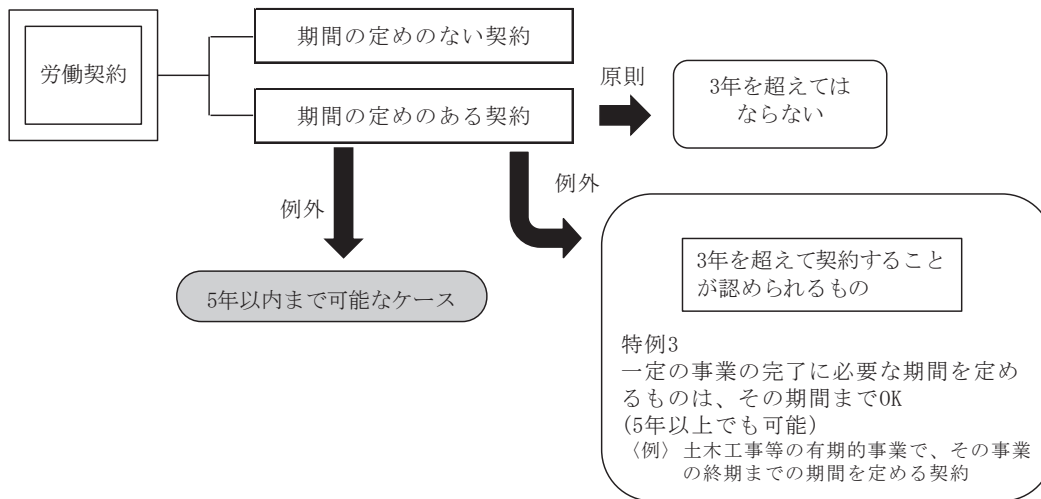 労働契約
期間の定めのない契約
期間の定めのある契約
原則
3年を超えては
ならない
例外
例外
5年以内まで可能なケース
3年を超えて契約すること
が認められるもの
特例3
一定の事業の完了に必要な期間を定め
るものは、その期間までOK
(5年以上でも可能)
〈例〉土木工事等の有期的事業で、その事業
の終期までの期間を定める契約